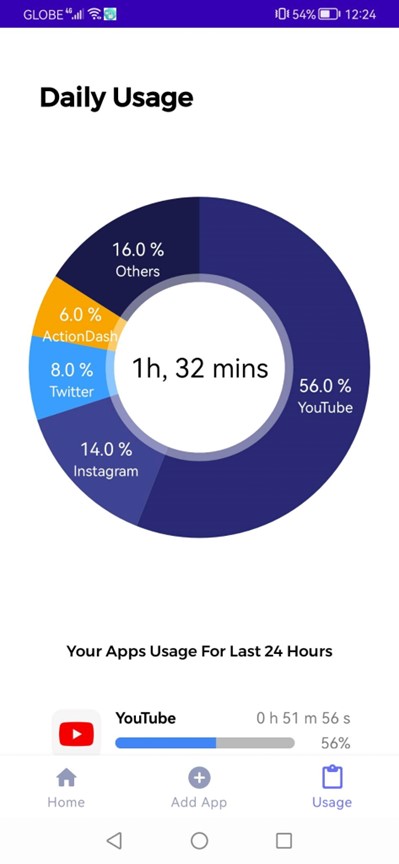 GLOBE 4G 54% 12:24
Daily Usage
16.0 %
Others
6.0 %
ActionDash
8.0 %
Twitter
1h, 32 mins
56.0 %
YouTube
14.0 %
Instagram
Your Apps Usage For Last 24 Hours
YouTube 0 h 51 m 56 s
56%
Home Add App Usage